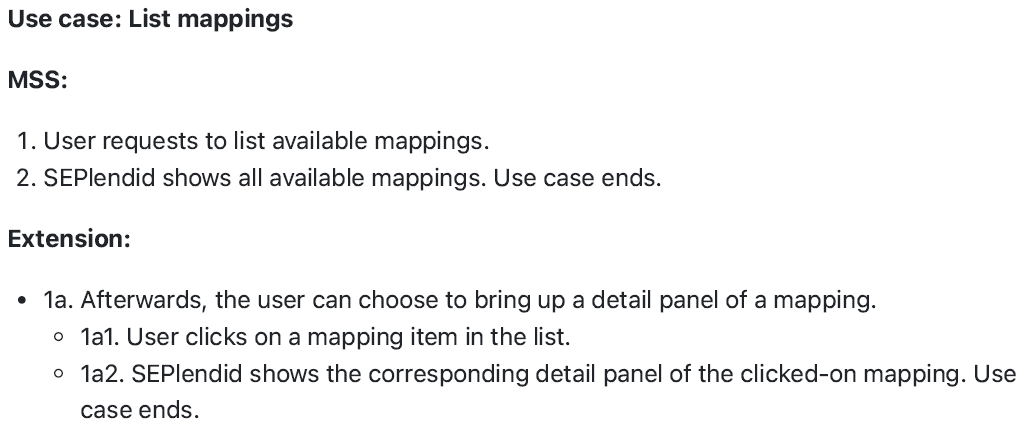 Use case: List mappings
MSS:
1. User requests to list available mappings.
2. SEPlendid shows all available mappings. Use case ends.
Extension:
• 1a. Afterwards, the user can choose to bring up a detail panel of a mapping.
◦ 1a1. User clicks on a mapping item in the list.
◦ 1a2. SEPlendid shows the corresponding detail panel of the clicked-on mapping. Use
case ends.